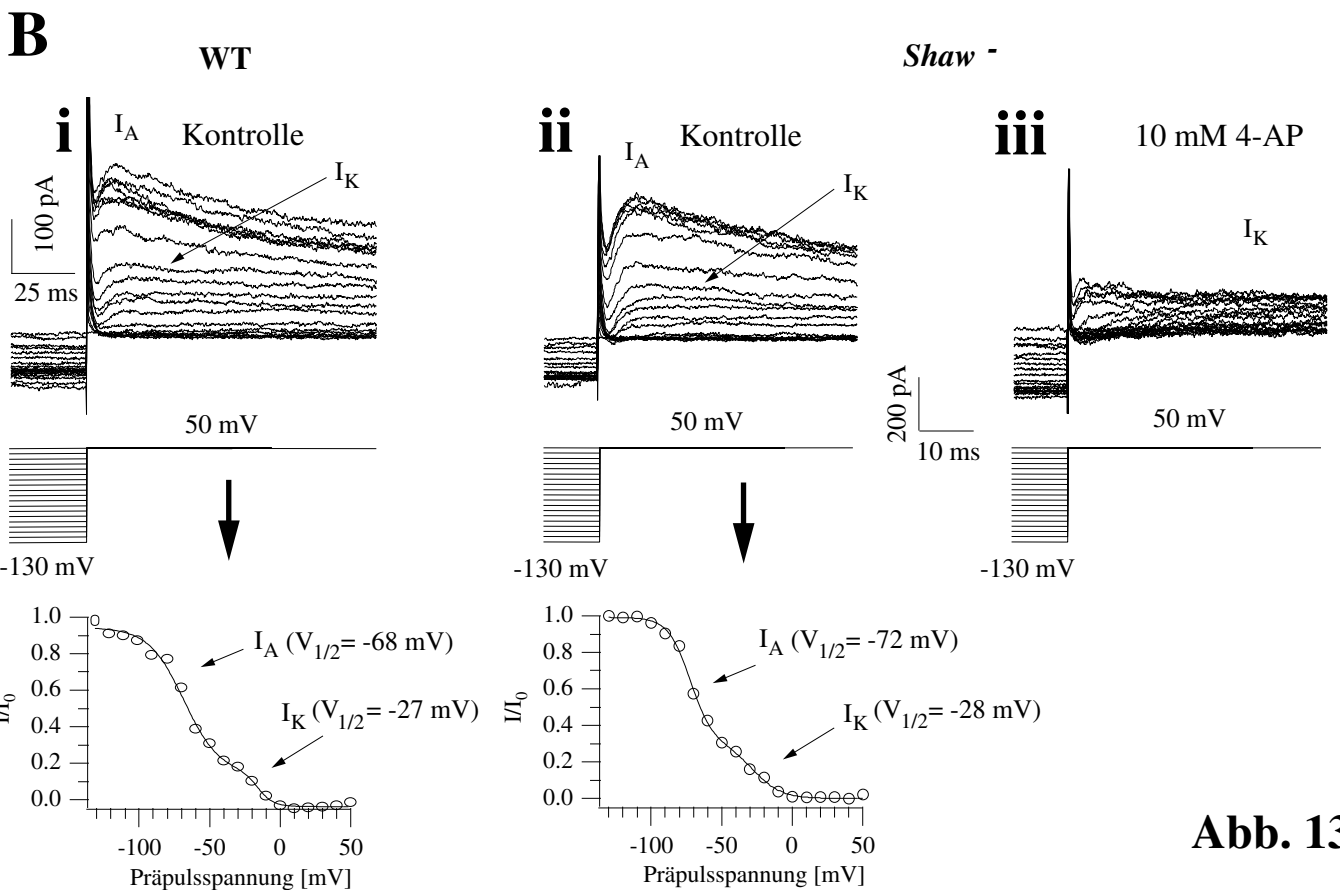 B
WT
Shaw -
i
I_A
Kontrolle
I_K
100 pA
25 ms
50 mV
-130 mV
ii
I_A
Kontrolle
I_K
50 mV
-130 mV
iii
10 mM 4-AP
I_K
200 pA
10 ms
50 mV
-130 mV
1.0
0.8
0.6
0.4
0.2
0.0
I/I_0
I_A (V_1/2= -68 mV)
I_K (V_1/2= -27 mV)
-100 -50 0 50
Präpulsspannung [mV]
1.0
0.8
0.6
0.4
0.2
0.0
I/I_0
I_A (V_1/2= -72 mV)
I_K (V_1/2= -28 mV)
-100 -50 0 50
Präpulsspannung [mV]
Abb. 13